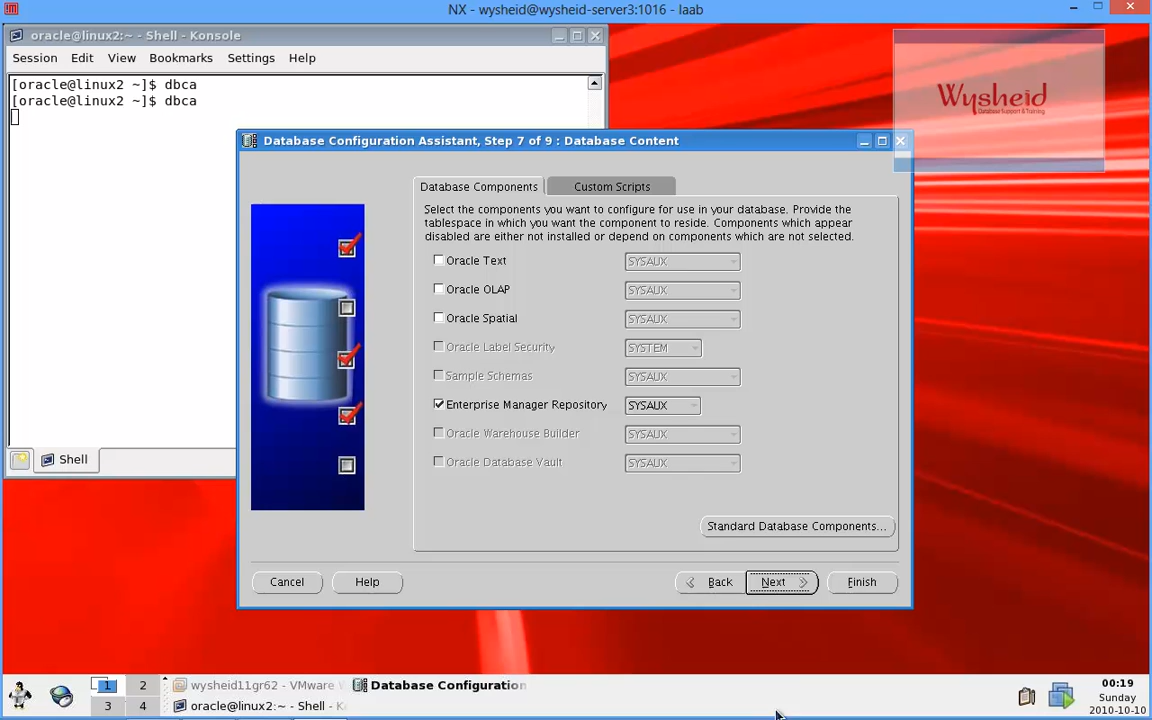 NX - wysheid@wysheid-server3:1016 - laab
oracle@linux2:~ - Shell - Konsole
Session Edit View Bookmarks Settings Help
[oracle@linux2 ~]$ dbca
[oracle@linux2 ~]$ dbca
Wysheid
Database Support & Training
Database Configuration Assistant, Step 7 of 9 : Database Content
Database Components
Custom Scripts
Select the components you want to configure for use in your database. Provide the
tablespace in which you want the component to reside. Components which appear
disabled are either not installed or depend on components which are not selected.
Oracle Text SYSAUX
Oracle OLAP SYSAUX
Oracle Spatial SYSAUX
Oracle Label Security SYSTEM
Sample Schemas SYSAUX
Enterprise Manager Repository SYSAUX
Oracle Warehouse Builder SYSAUX
Oracle Database Vault SYSAUX
Standard Database Components...
Cancel Help Back Next Finish
Shell
1 2
3 4
wysheid11gr62 - VMware
Database Configuration
oracle@linux2:~ - Shell - K
00:19
Sunday
2010-10-10